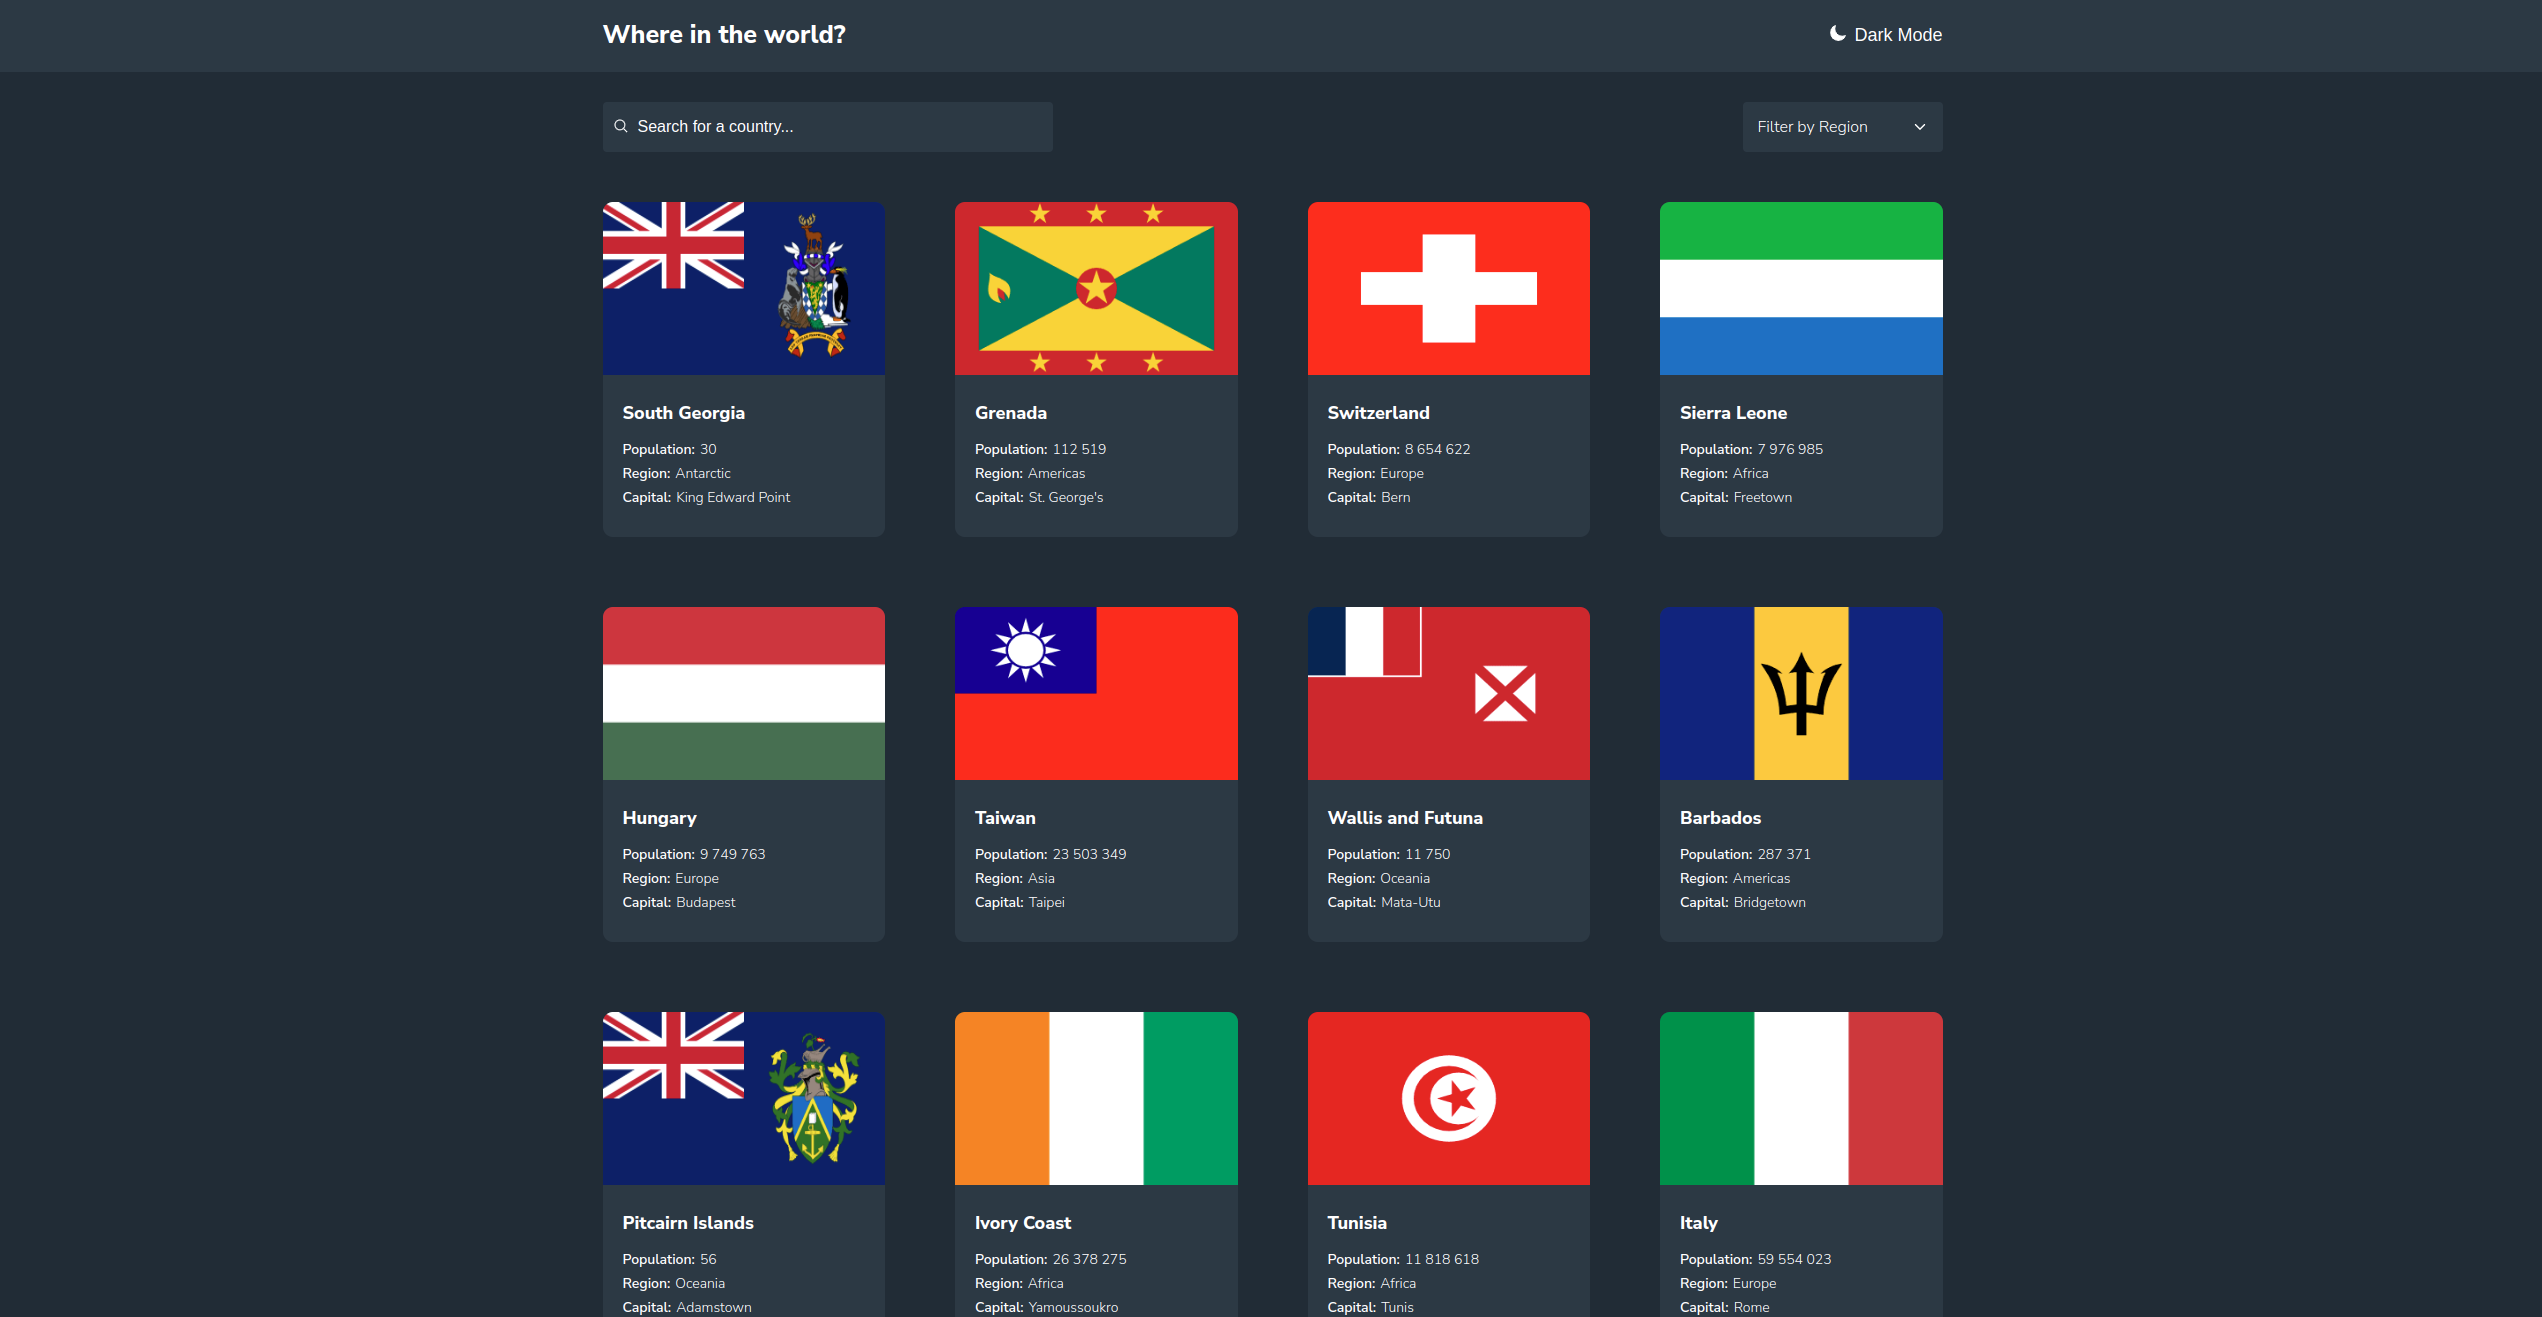 Where in the world?
Dark Mode
Search for a country...
Filter by Region
South Georgia
Population: 30
Region: Antarctic
Capital: King Edward Point
Grenada
Population: 112 519
Region: Americas
Capital: St. George's
Switzerland
Population: 8 654 622
Region: Europe
Capital: Bern
Sierra Leone
Population: 7 976 985
Region: Africa
Capital: Freetown
Hungary
Population: 9 749 763
Region: Europe
Capital: Budapest
Taiwan
Population: 23 503 349
Region: Asia
Capital: Taipei
Wallis and Futuna
Population: 11 750
Region: Oceania
Capital: Mata-Utu
Barbados
Population: 287 371
Region: Americas
Capital: Bridgetown
Pitcairn Islands
Population: 56
Region: Oceania
Capital: Adamstown
Ivory Coast
Population: 26 378 275
Region: Africa
Capital: Yamoussoukro
Tunisia
Population: 11 818 618
Region: Africa
Capital: Tunis
Italy
Population: 59 554 023
Region: Europe
Capital: Rome